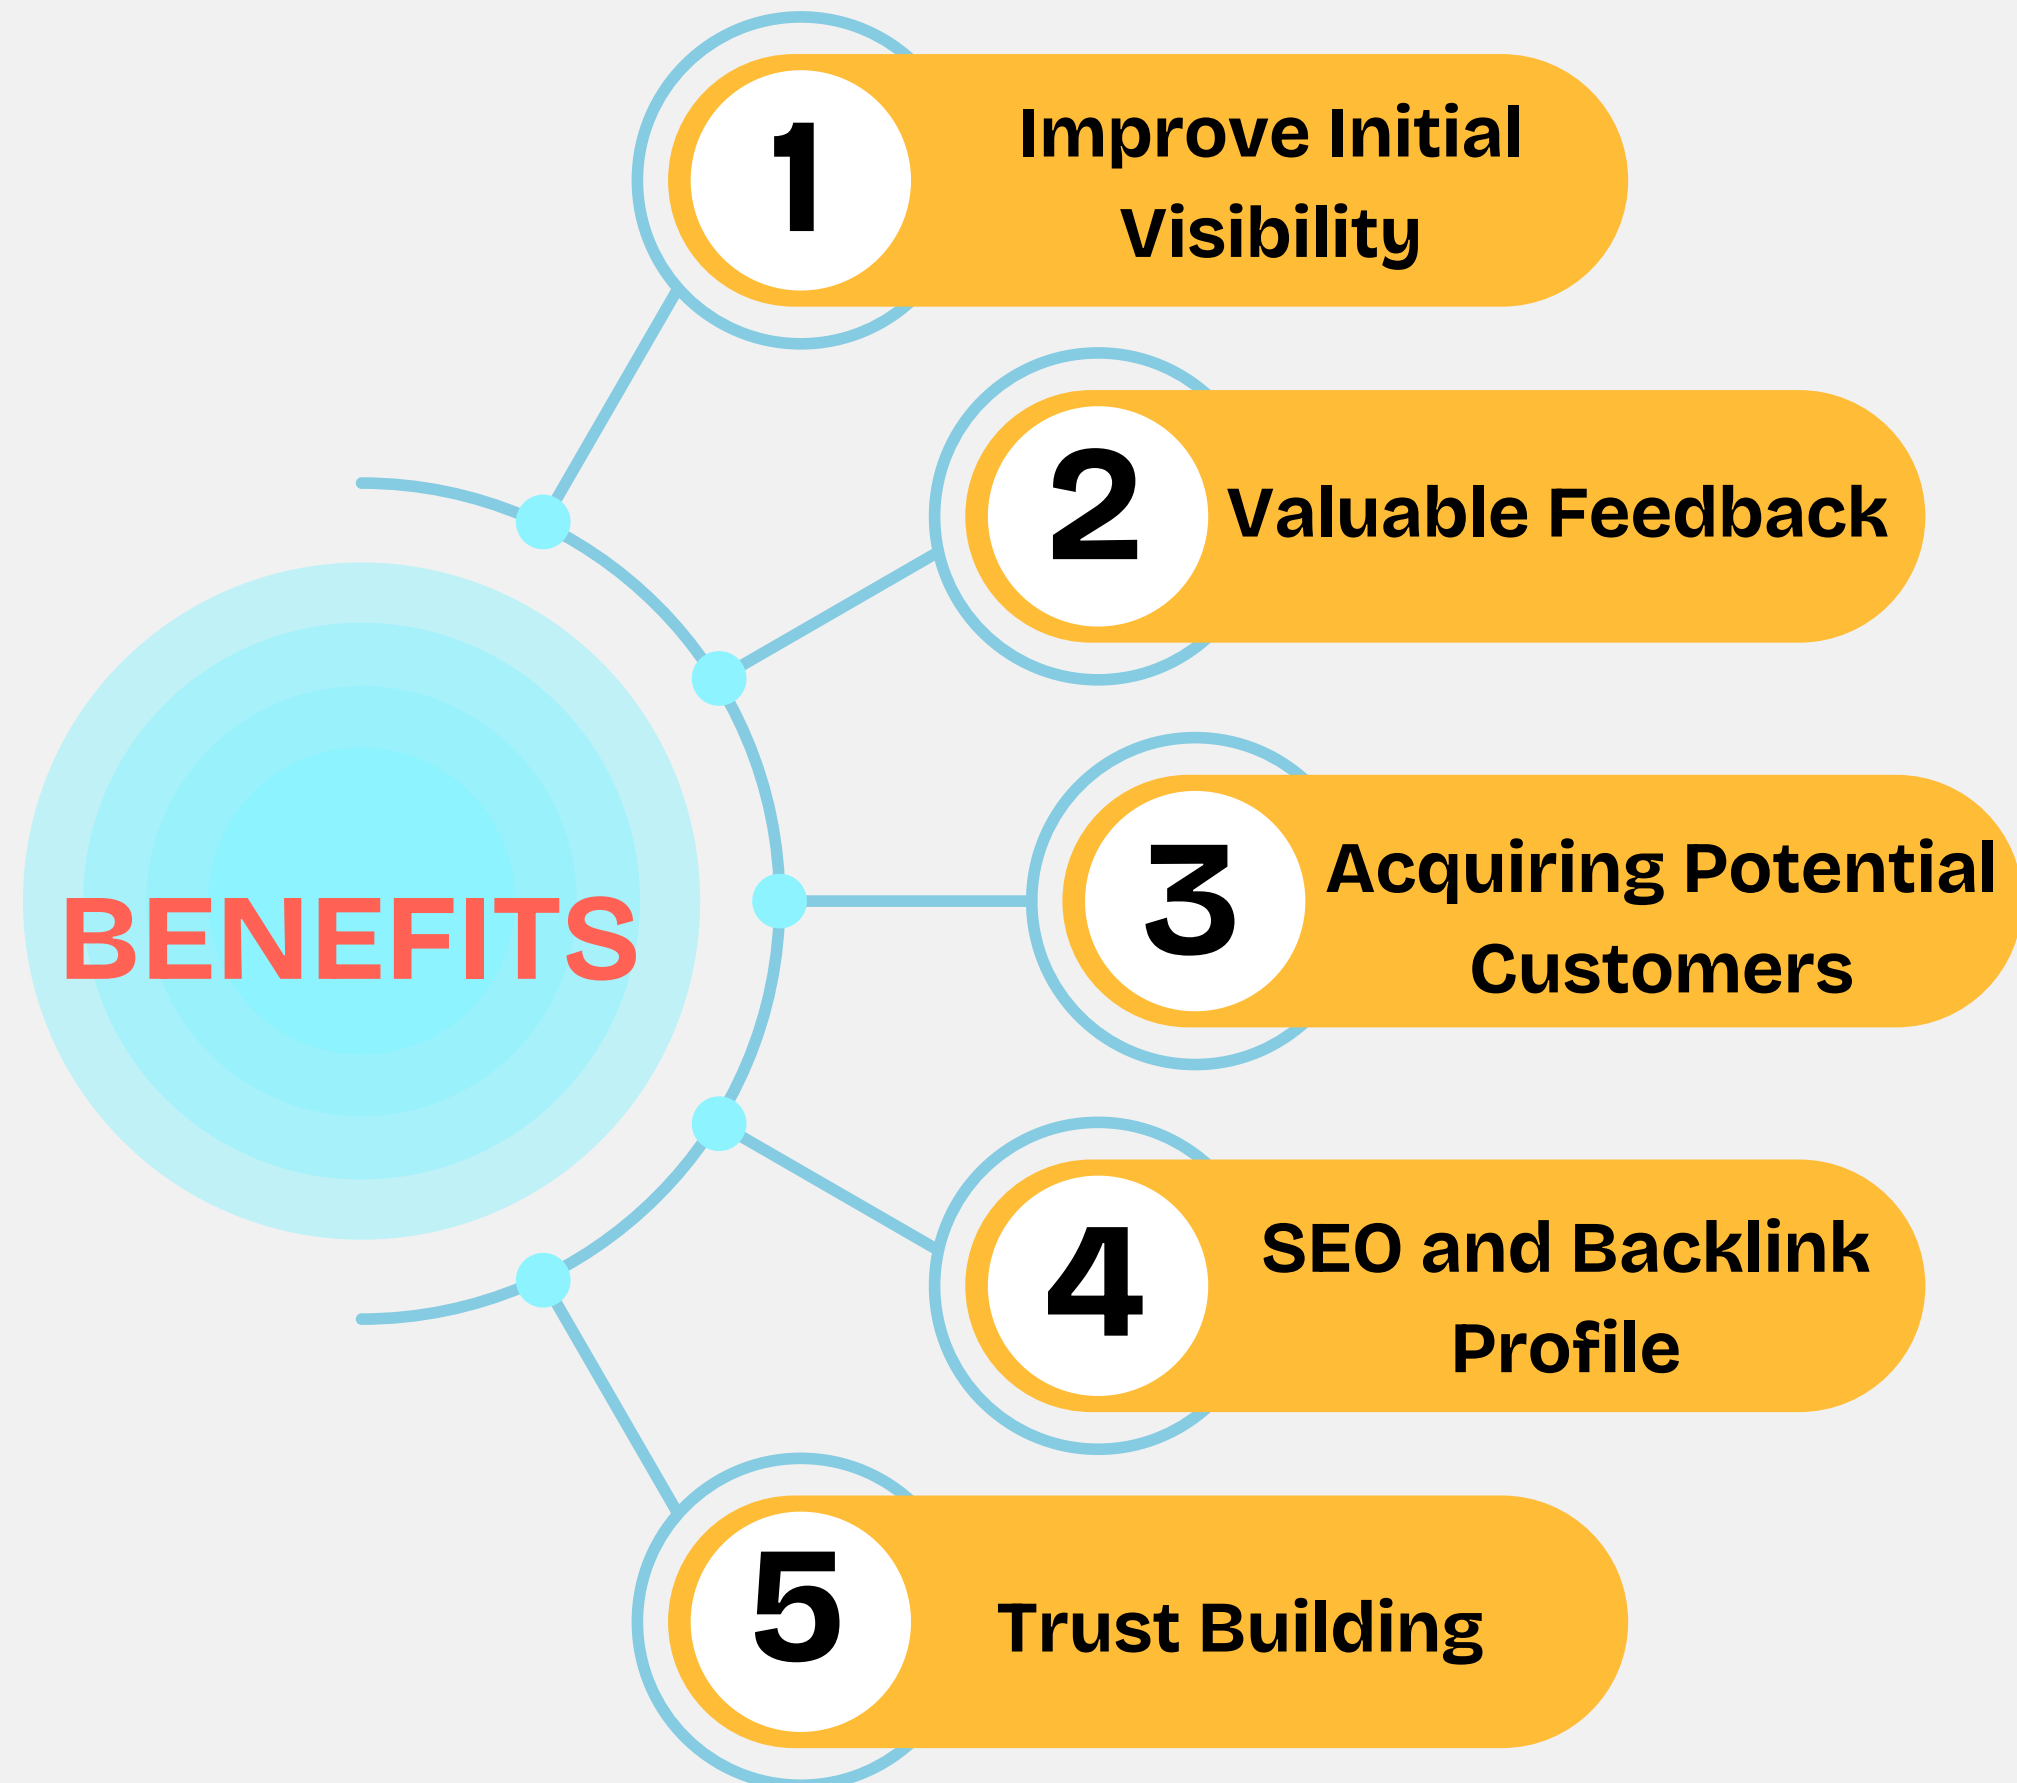 BENEFITS
1
Improve Initial
Visibility
2
Valuable Feedback
3
Acquiring Potential
Customers
4
SEO and Backlink
Profile
5
Trust Building